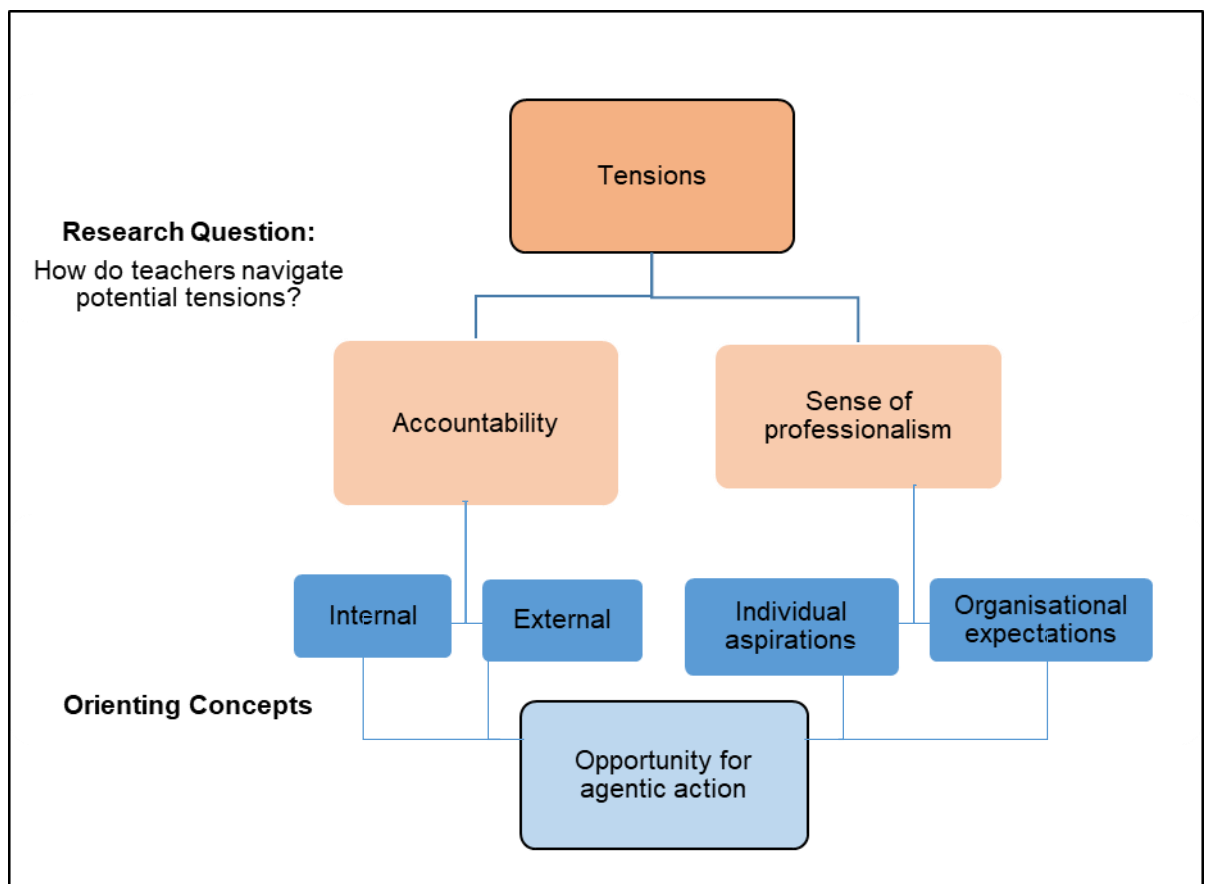 Tensions
Research Question:
How do teachers navigate
potential tensions?
Accountability
Sense of
professionalism
Internal
External
Individual
aspirations
Organisational
expectations
Orienting Concepts
Opportunity for
agentic action